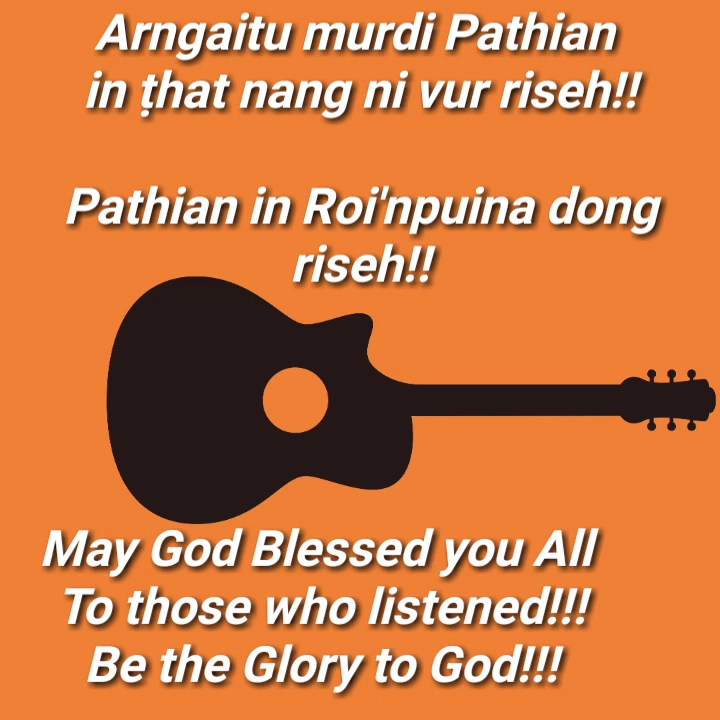 Arngaitu murdi Pathian
in ṭhat nang ni vur riseh!!
Pathian in Roi'npuina dong
riseh!!
May God Blessed you All
To those who listened!!!
Be the Glory to God!!!